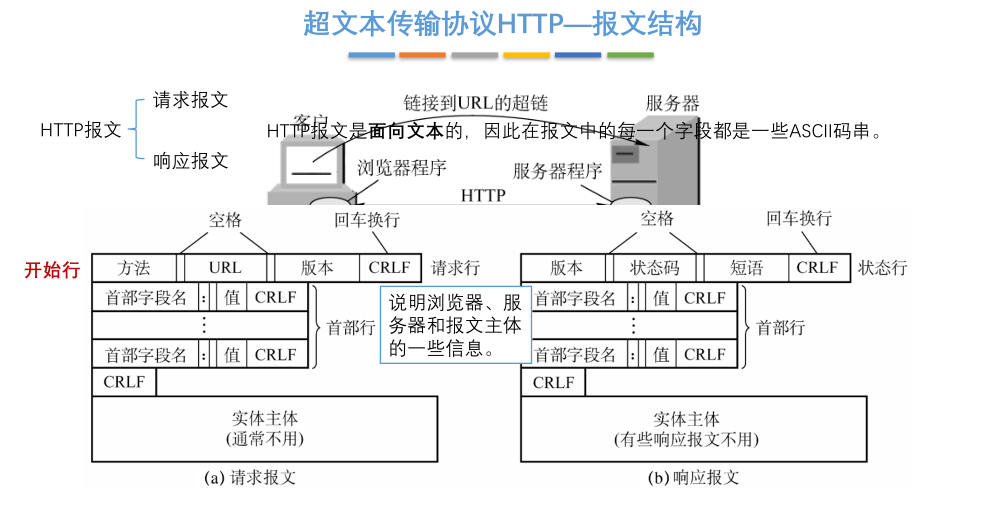 超文本传输协议HTTP—报文结构
HTTP报文
请求报文
响应报文
链接到URL的超链
服务器
客户
HTTP报文是面向文本的，因此在报文中的每一个字段都是一些ASCII码串。
浏览器程序
服务器程序
HTTP
空格
回车换行
空格
回车换行
开始行
方法 URL 版本 CRLF 请求行
首部字段名 : 值 CRLF
⋮
首部字段名 : 值 CRLF
首部行
CRLF
实体主体
(通常不用)
(a) 请求报文
说明浏览器、服
务器和报文主体
的一些信息。
版本 状态码 短语 CRLF 状态行
首部字段名 : 值 CRLF
⋮
首部字段名 : 值 CRLF
首部行
CRLF
实体主体
(有些响应报文不用)
(b) 响应报文